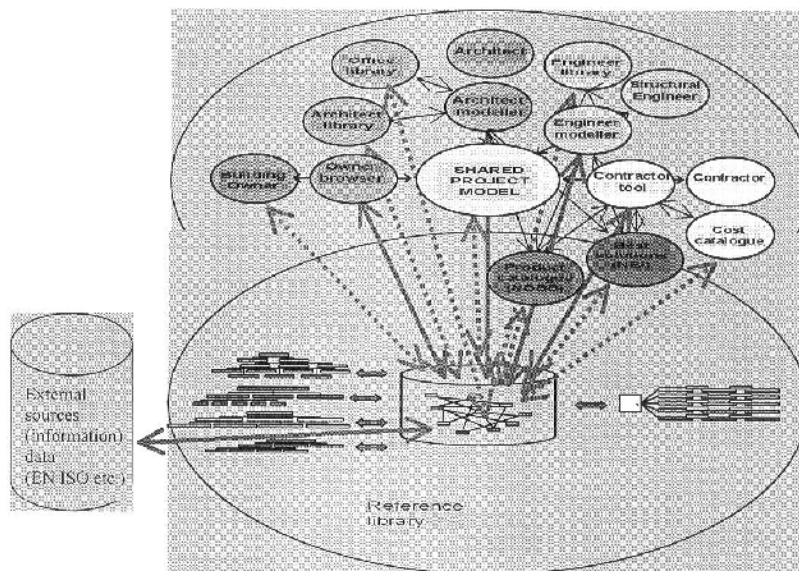 Architect
Office
library
Engineer
library
Structural
Engineer
Architect
modeller
Architect
library
Engineer
modeller
Building
Owner
Owner
browser
SHARED
PROJECT
MODEL
Contractor
tool
Contractor
Cost
catalogue
Best
solutions
Product
External
sources
(information)
data
(EN ISO etc.)
Reference
library